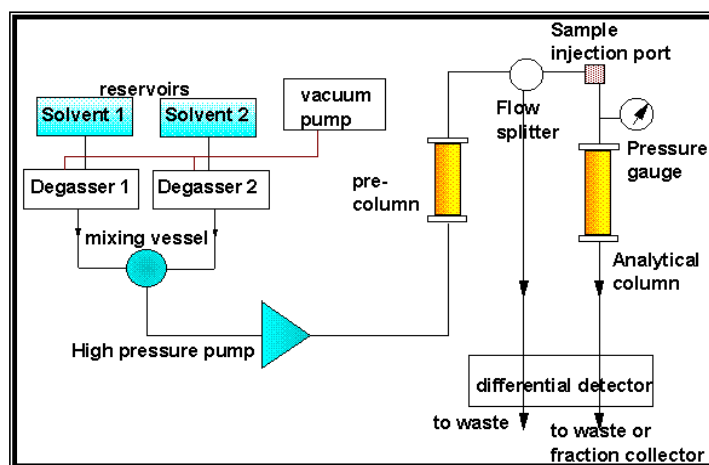 reservoirs
Solvent 1
Solvent 2
vacuum
pump
Degasser 1
Degasser 2
mixing vessel
High pressure pump
pre-
column
Flow
splitter
Sample
injection port
Pressure
gauge
Analytical
column
differential detector
to waste
to waste or
fraction collector